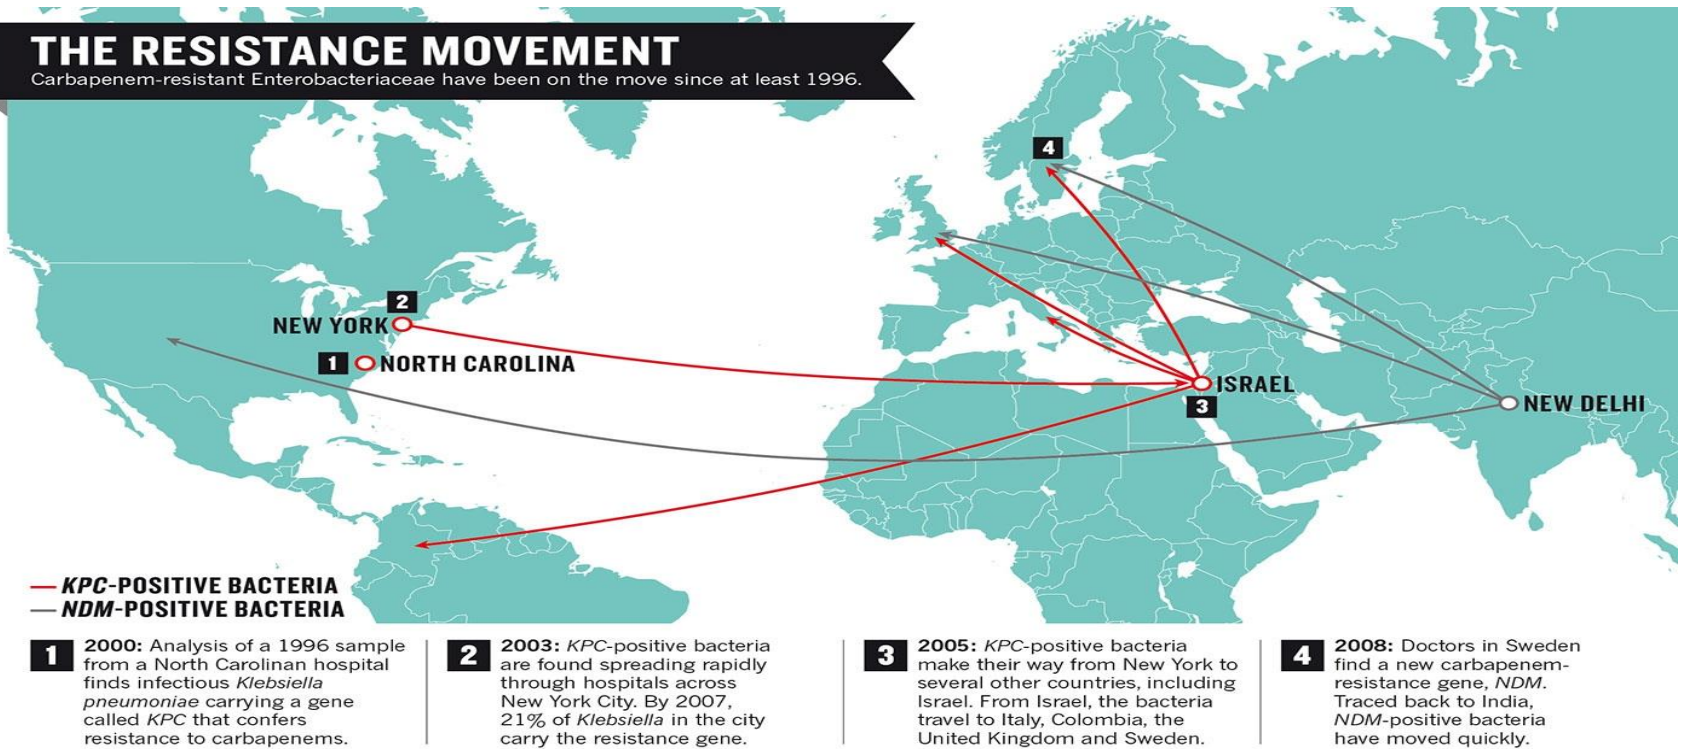 THE RESISTANCE MOVEMENT
Carbapenem-resistant Enterobacteriaceae have been on the move since at least 1996.
4
2
NEW YORK
1
NORTH CAROLINA
ISRAEL
3
NEW DELHI
KPC-POSITIVE BACTERIA
NDM-POSITIVE BACTERIA
1
2000: Analysis of a 1996 sample
from a North Carolinan hospital
finds infectious Klebsiella
pneumoniae carrying a gene
called KPC that confers
resistance to carbapenems.
2
2003: KPC-positive bacteria
are found spreading rapidly
through hospitals across
New York City. By 2007,
21% of Klebsiella in the city
carry the resistance gene.
3
2005: KPC-positive bacteria
make their way from New York to
several other countries, including
Israel. From Israel, the bacteria
travel to Italy, Colombia, the
United Kingdom and Sweden.
4
2008: Doctors in Sweden
find a new carbapenem-
resistance gene, NDM.
Traced back to India,
NDM-positive bacteria
have moved quickly.